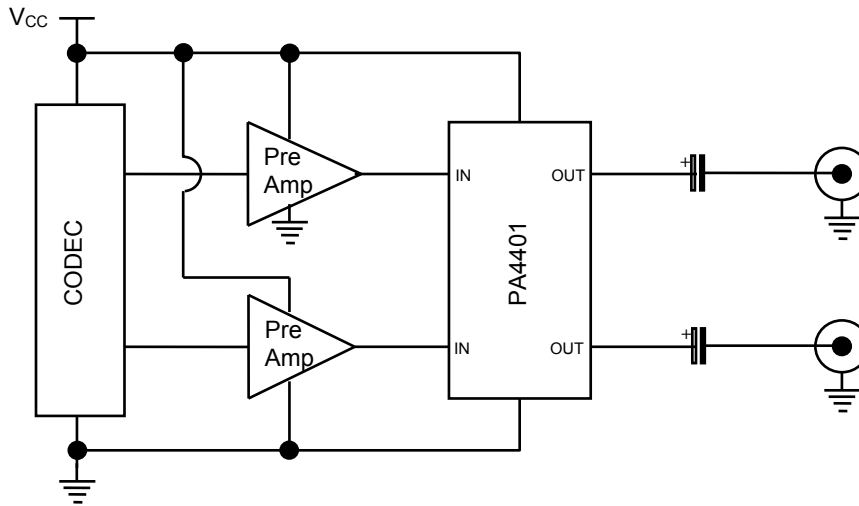 VCC
CODEC
Pre
Amp
IN
OUT
+
PA4401
Pre
Amp
IN
OUT
+